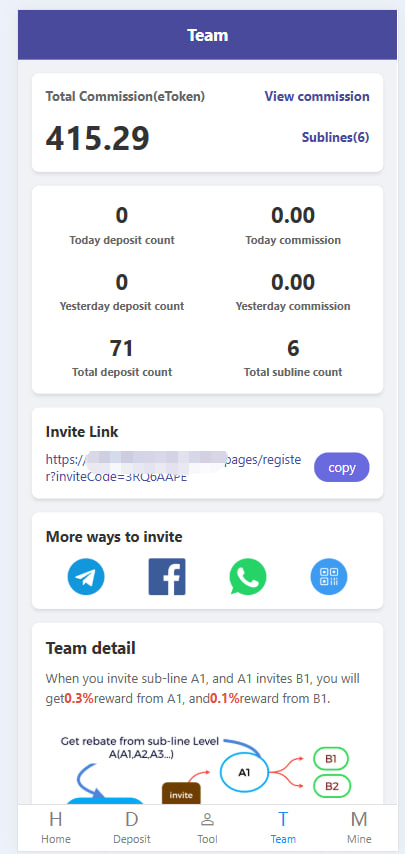 Team
Total Commission(eToken) View commission
415.29 Sublines(6)
0 0.00
Today deposit count Today commission
0 0.00
Yesterday deposit count Yesterday commission
71 6
Total deposit count Total subline count
Invite Link
https:/ pages/registe
r?inviteCode=3RQ6AAPE
copy
More ways to invite
Team detail
When you invite sub-line A1, and A1 invites B1, you will
get0.3%reward from A1, and0.1%reward from B1.
Get rebate from sub-line Level
A(A1,A2,A3...)
invite
A1
B1
B2
H D T M
Home Deposit Tool Team Mine